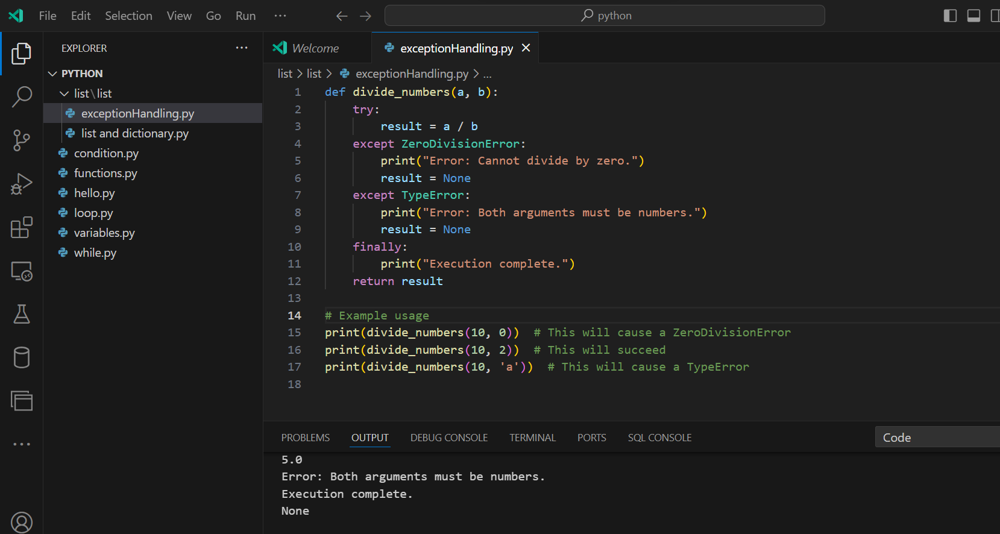 File Edit Selection View Go Run ···
python
EXPLORER ···
PYTHON
list\list
exceptionHandling.py
list and dictionary.py
condition.py
functions.py
hello.py
loop.py
variables.py
while.py
Welcome exceptionHandling.py
list > list > exceptionHandling.py > ...
1 def divide_numbers(a, b):
2 try:
3 result = a / b
4 except ZeroDivisionError:
5 print("Error: Cannot divide by zero.")
6 result = None
7 except TypeError:
8 print("Error: Both arguments must be numbers.")
9 result = None
10 finally:
11 print("Execution complete.")
12 return result
13
14 # Example usage
15 print(divide_numbers(10, 0))  # This will cause a ZeroDivisionError
16 print(divide_numbers(10, 2))  # This will succeed
17 print(divide_numbers(10, 'a'))  # This will cause a TypeError
18
PROBLEMS OUTPUT DEBUG CONSOLE TERMINAL PORTS SQL CONSOLE Code
5.0
Error: Both arguments must be numbers.
Execution complete.
None